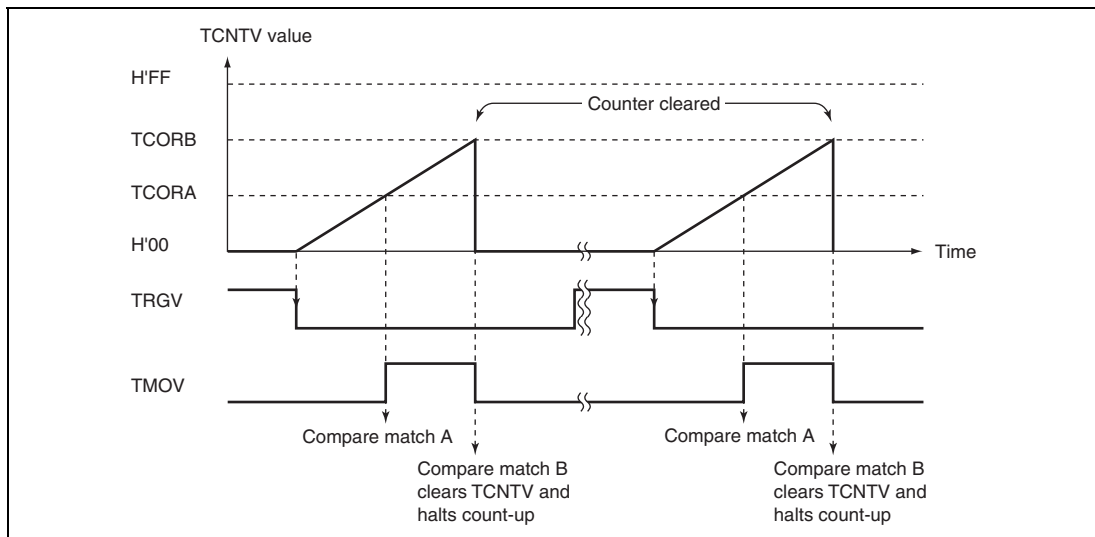 TCNTV value
H'FF
Counter cleared
TCORB
TCORA
H'00
Time
TRGV
TMOV
Compare match A
Compare match A
Compare match B
clears TCNTV and
halts count-up
Compare match B
clears TCNTV and
halts count-up